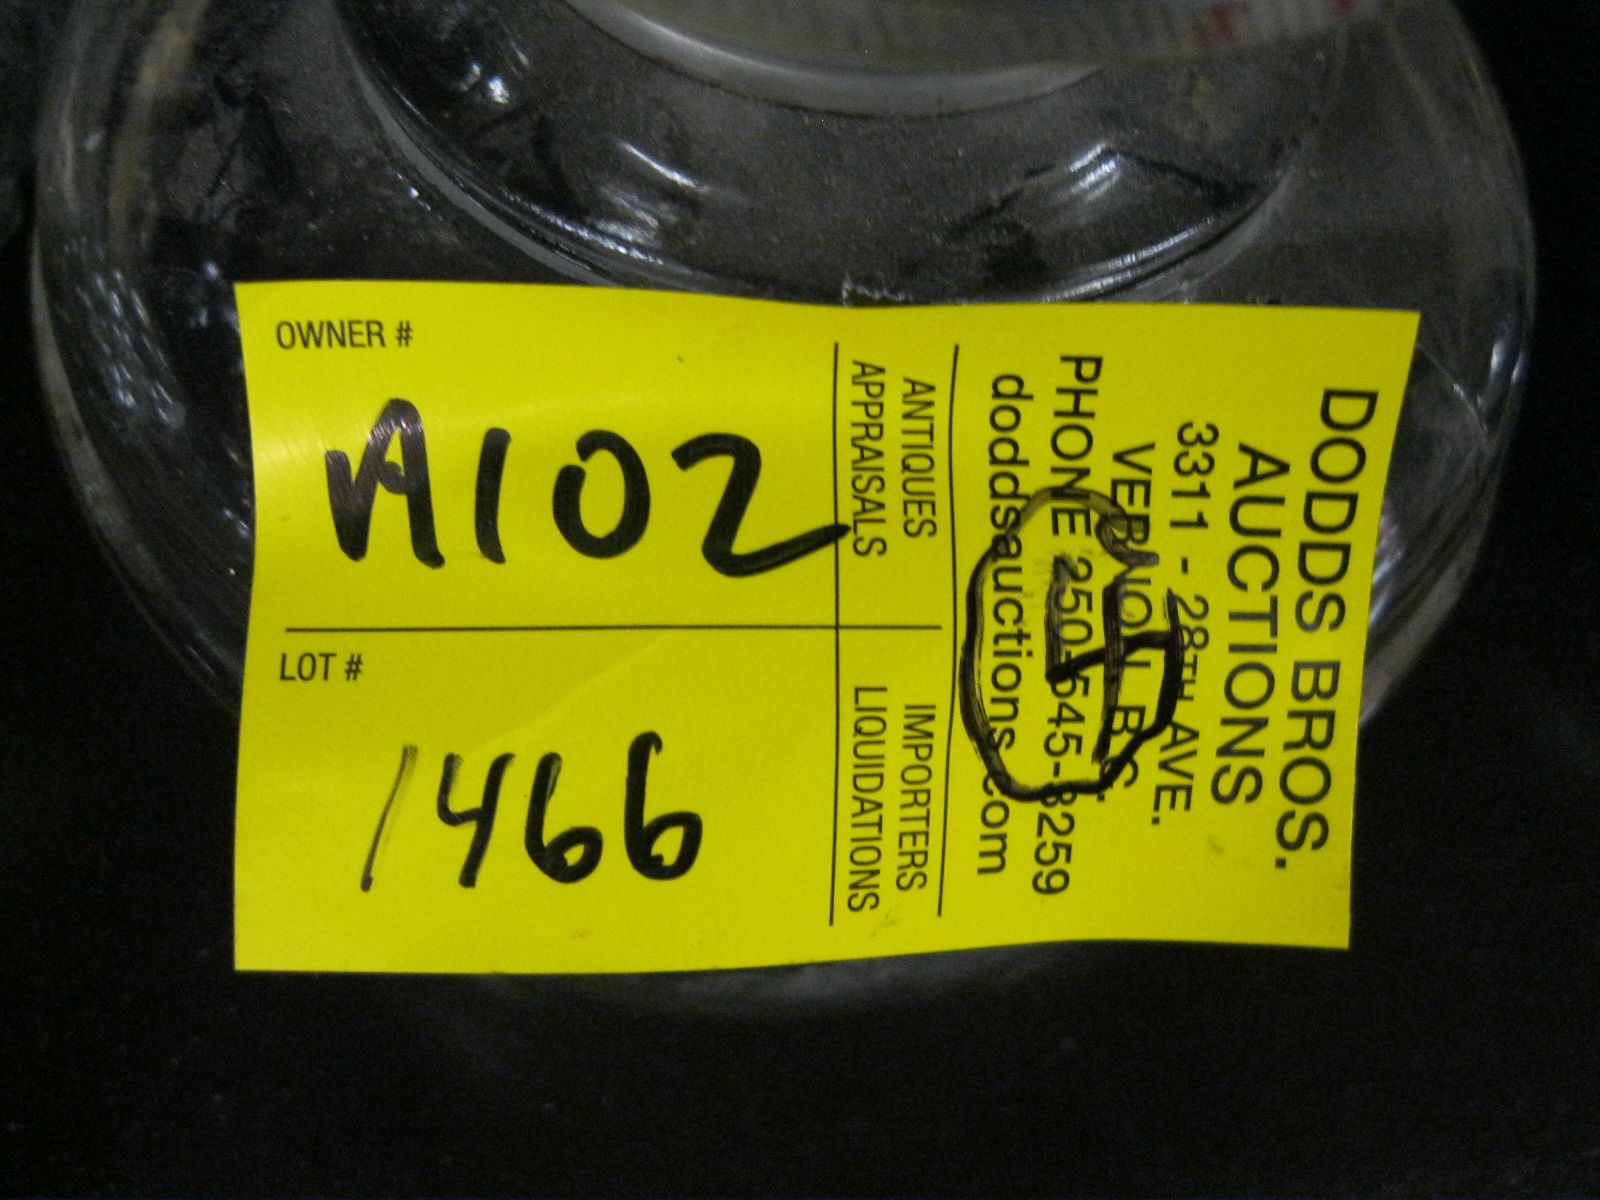 OWNER #
A102
LOT #
1466
ANTIQUES
APPRAISALS
IMPORTERS
LIQUIDATIONS
DODDS BROS.
AUCTIONS
3311 - 28TH AVE.
VERNON B.C.
PHONE 250-545-3259
doddsauctions.com